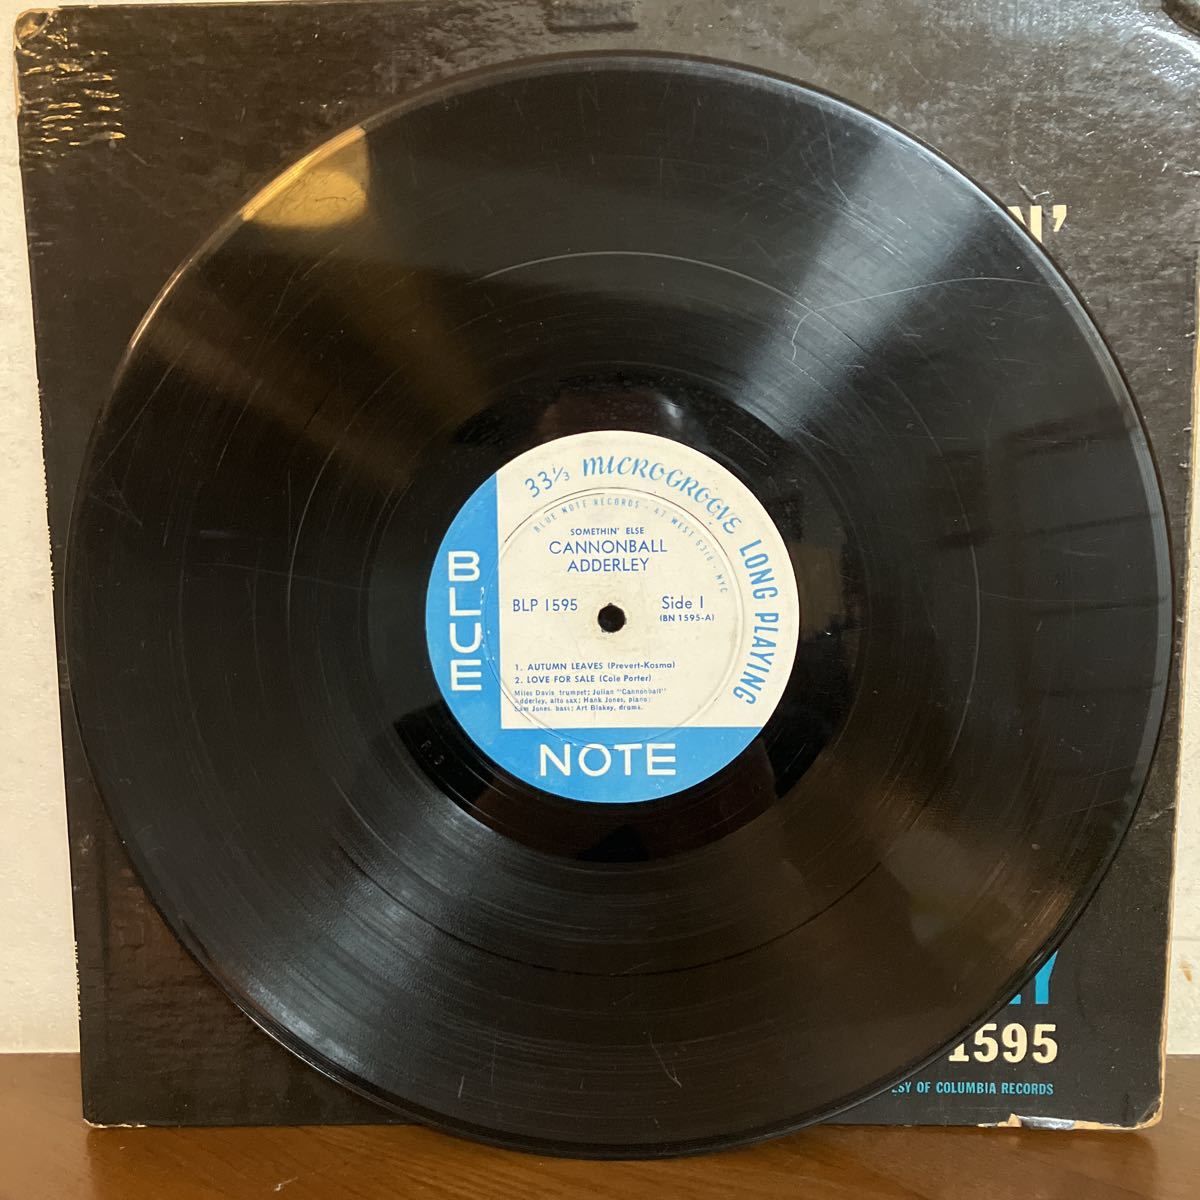 N'
33⅓ MICROGROOVE LONG PLAYING
BLUE NOTE RECORDS · 47 WEST 63rd · NYC
SOMETHIN' ELSE
CANNONBALL
ADDERLEY
BLP 1595
Side 1
(BN 1595-A)
1. AUTUMN LEAVES (Prevert-Kosma)
2. LOVE FOR SALE (Cole Porter)
Miles Davis, trumpet; Julian "Cannonball"
Adderley, alto sax; Hank Jones, piano;
Sam Jones, bass; Art Blakey, drums.
BLUE
NOTE
EY
1595
ESY OF COLUMBIA RECORDS